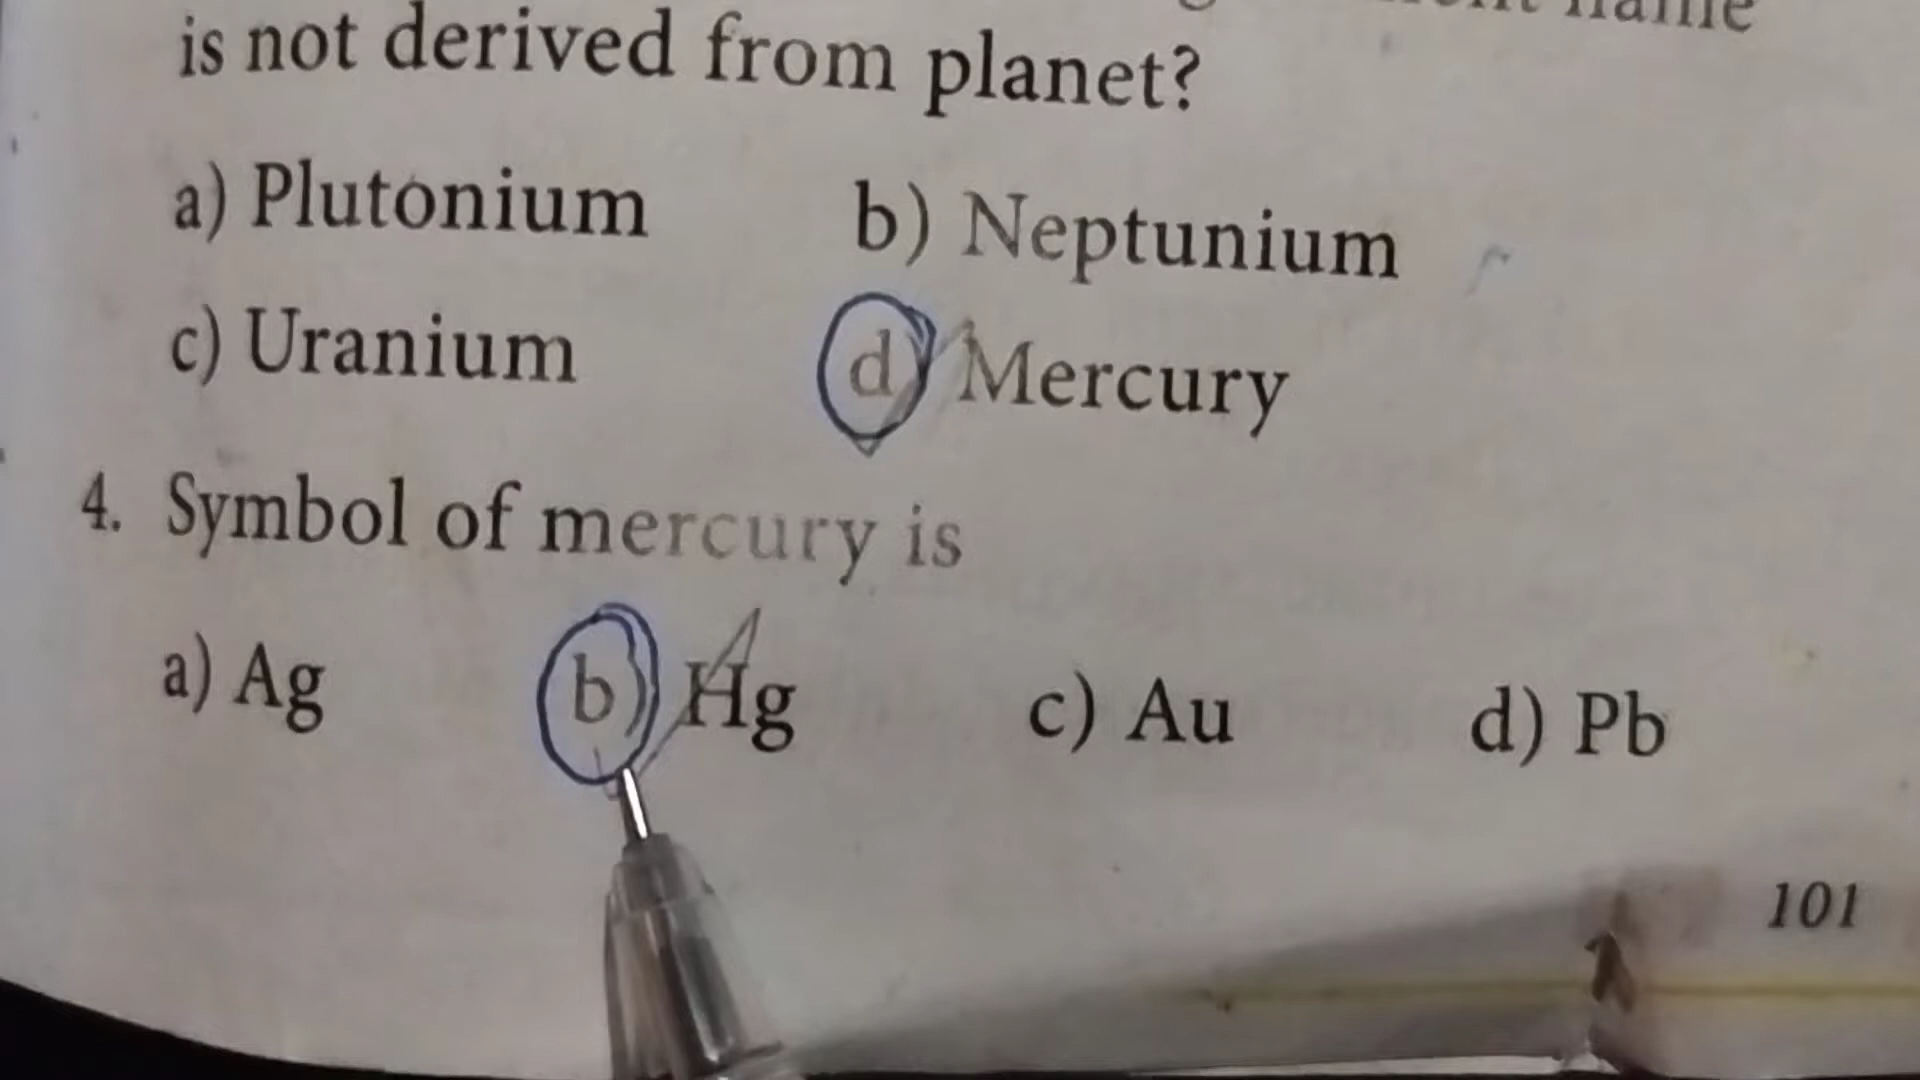 name
is not derived from planet?
a) Plutonium b) Neptunium
c) Uranium d) Mercury
4. Symbol of mercury is
a) Ag b) Hg c) Au d) Pb
101